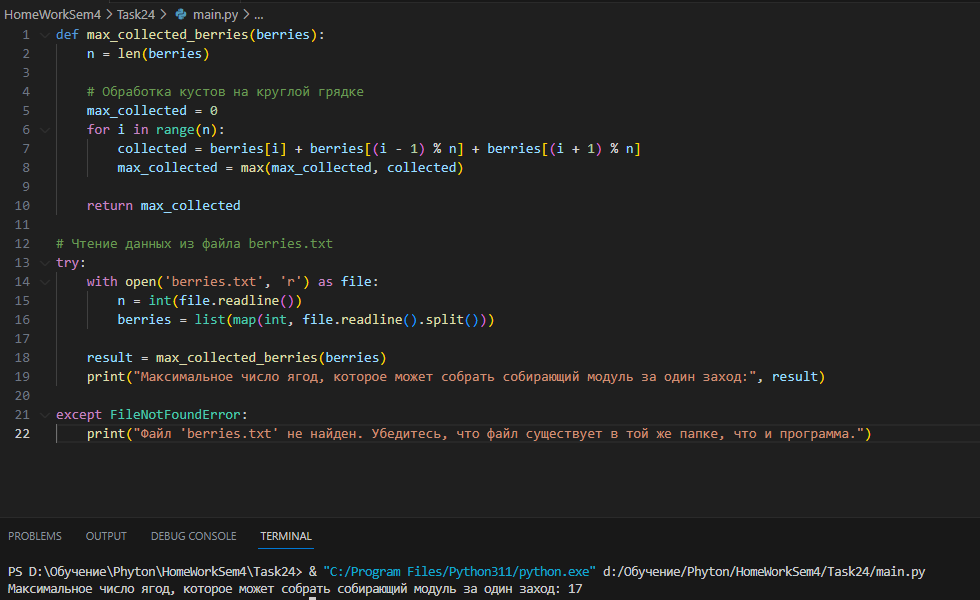 HomeWorkSem4 > Task24 > main.py > ...
1 def max_collected_berries(berries):
2     n = len(berries)
3
4     # Обработка кустов на круглой грядке
5     max_collected = 0
6     for i in range(n):
7         collected = berries[i] + berries[(i - 1) % n] + berries[(i + 1) % n]
8         max_collected = max(max_collected, collected)
9
10     return max_collected
11
12 # Чтение данных из файла berries.txt
13 try:
14     with open('berries.txt', 'r') as file:
15         n = int(file.readline())
16         berries = list(map(int, file.readline().split()))
17
18     result = max_collected_berries(berries)
19     print("Максимальное число ягод, которое может собрать собирающий модуль за один заход:", result)
20
21 except FileNotFoundError:
22     print("Файл 'berries.txt' не найден. Убедитесь, что файл существует в той же папке, что и программа.")
PROBLEMS OUTPUT DEBUG CONSOLE TERMINAL
PS D:\Обучение\Phyton\HomeWorkSem4\Task24> & "C:/Program Files/Python311/python.exe" d:/Обучение/Phyton/HomeWorkSem4/Task24/main.py
Максимальное число ягод, которое может собрать собирающий модуль за один заход: 17